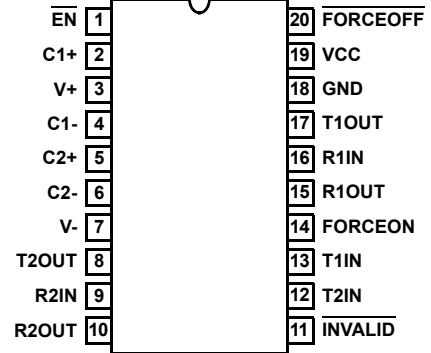 EN 1 20 FORCEOFF
C1+ 2 19 VCC
V+ 3 18 GND
C1- 4 17 T1OUT
C2+ 5 16 R1IN
C2- 6 15 R1OUT
V- 7 14 FORCEON
T2OUT 8 13 T1IN
R2IN 9 12 T2IN
R2OUT 10 11 INVALID